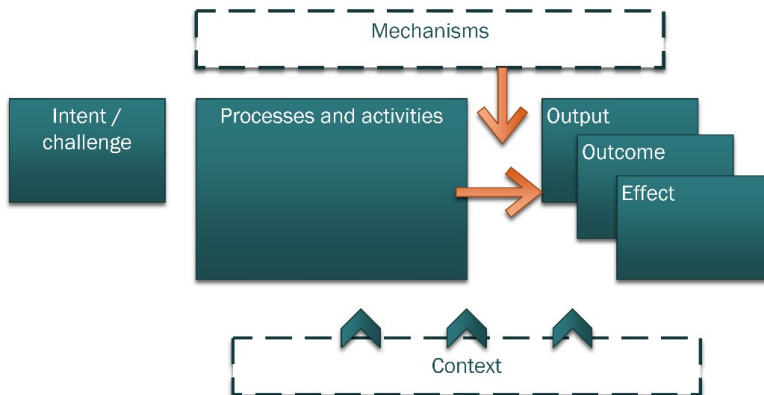 Mechanisms
Intent /
challenge
Processes and activities
Output
Outcome
Effect
Context